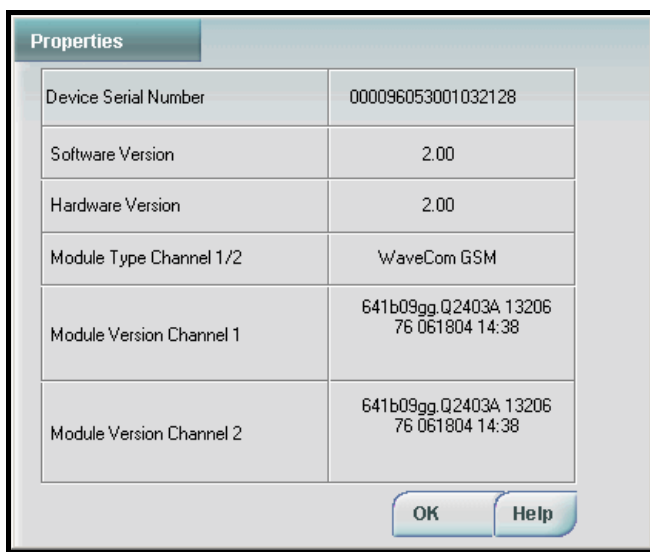 Properties
Device Serial Number 000096053001032128
Software Version 2.00
Hardware Version 2.00
Module Type Channel 1/2 WaveCom GSM
Module Version Channel 1 641b09gg.Q2403A 13206
76 061804 14:38
Module Version Channel 2 641b09gg.Q2403A 13206
76 061804 14:38
OK Help